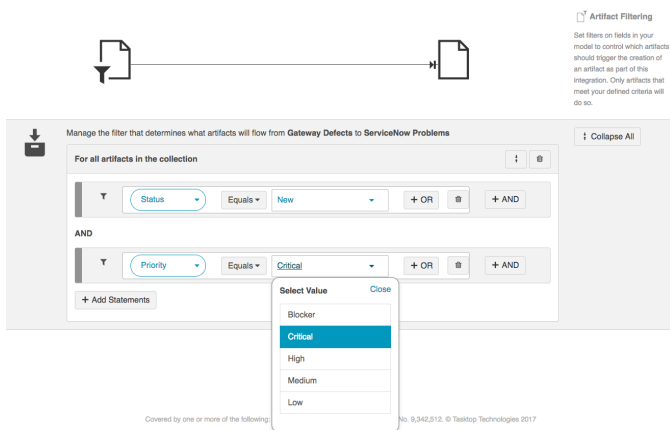 Artifact Filtering
Set filters on fields in your
model to control which artifacts
should trigger the creation of
an artifact as part of this
integration. Only artifacts that
meet your defined criteria will
do so.
Manage the filter that determines what artifacts will flow from Gateway Defects to ServiceNow Problems
Collapse All
For all artifacts in the collection
Status Equals New + OR + AND
AND
Priority Equals Critical + OR + AND
+ Add Statements
Select Value Close
Blocker
Critical
High
Medium
Low
Covered by one or more of the following: No. 9,342,512. © Tasktop Technologies 2017